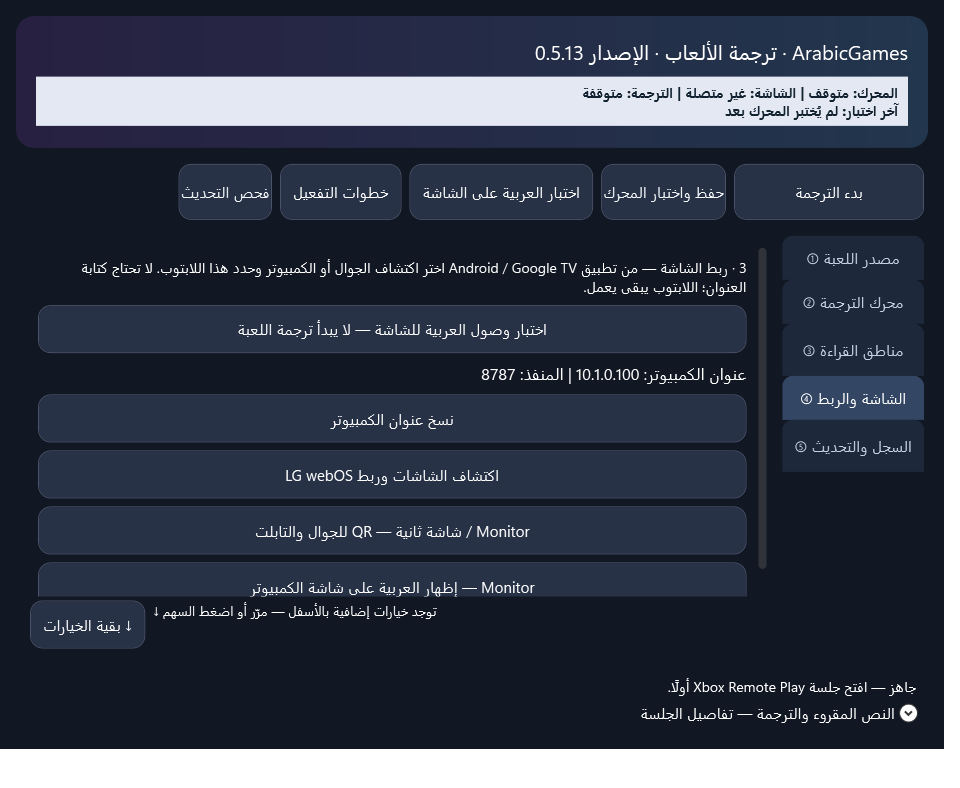 ArabicGames · ترجمة الألعاب · الإصدار 0.5.13
المحرك: متوقف | الشاشة: غير متصلة | الترجمة: متوقفة
آخر اختبار: لم يُختبر المحرك بعد
بدء الترجمة
حفظ واختبار المحرك
اختبار العربية على الشاشة
خطوات التفعيل
فحص التحديث
مصدر اللعبة ①
محرك الترجمة ②
مناطق القراءة ③
الشاشة والربط ④
السجل والتحديث ⑤
3 · ربط الشاشة — من تطبيق Android / Google TV اختر اكتشاف الجوال أو الكمبيوتر وحدد هذا اللابتوب. لا تحتاج كتابة
العنوان؛ اللابتوب يبقى يعمل.
اختبار وصول العربية للشاشة — لا يبدأ ترجمة اللعبة
عنوان الكمبيوتر: 10.1.0.100 | المنفذ: 8787
نسخ عنوان الكمبيوتر
اكتشاف الشاشات وربط LG webOS
Monitor / شاشة ثانية — QR للجوال والتابلت
Monitor — إظهار العربية على شاشة الكمبيوتر
توجد خيارات إضافية بالأسفل — مرّر أو اضغط السهم ↓
↓ بقية الخيارات
جاهز — افتح جلسة Xbox Remote Play أولًا.
النص المقروء والترجمة — تفاصيل الجلسة